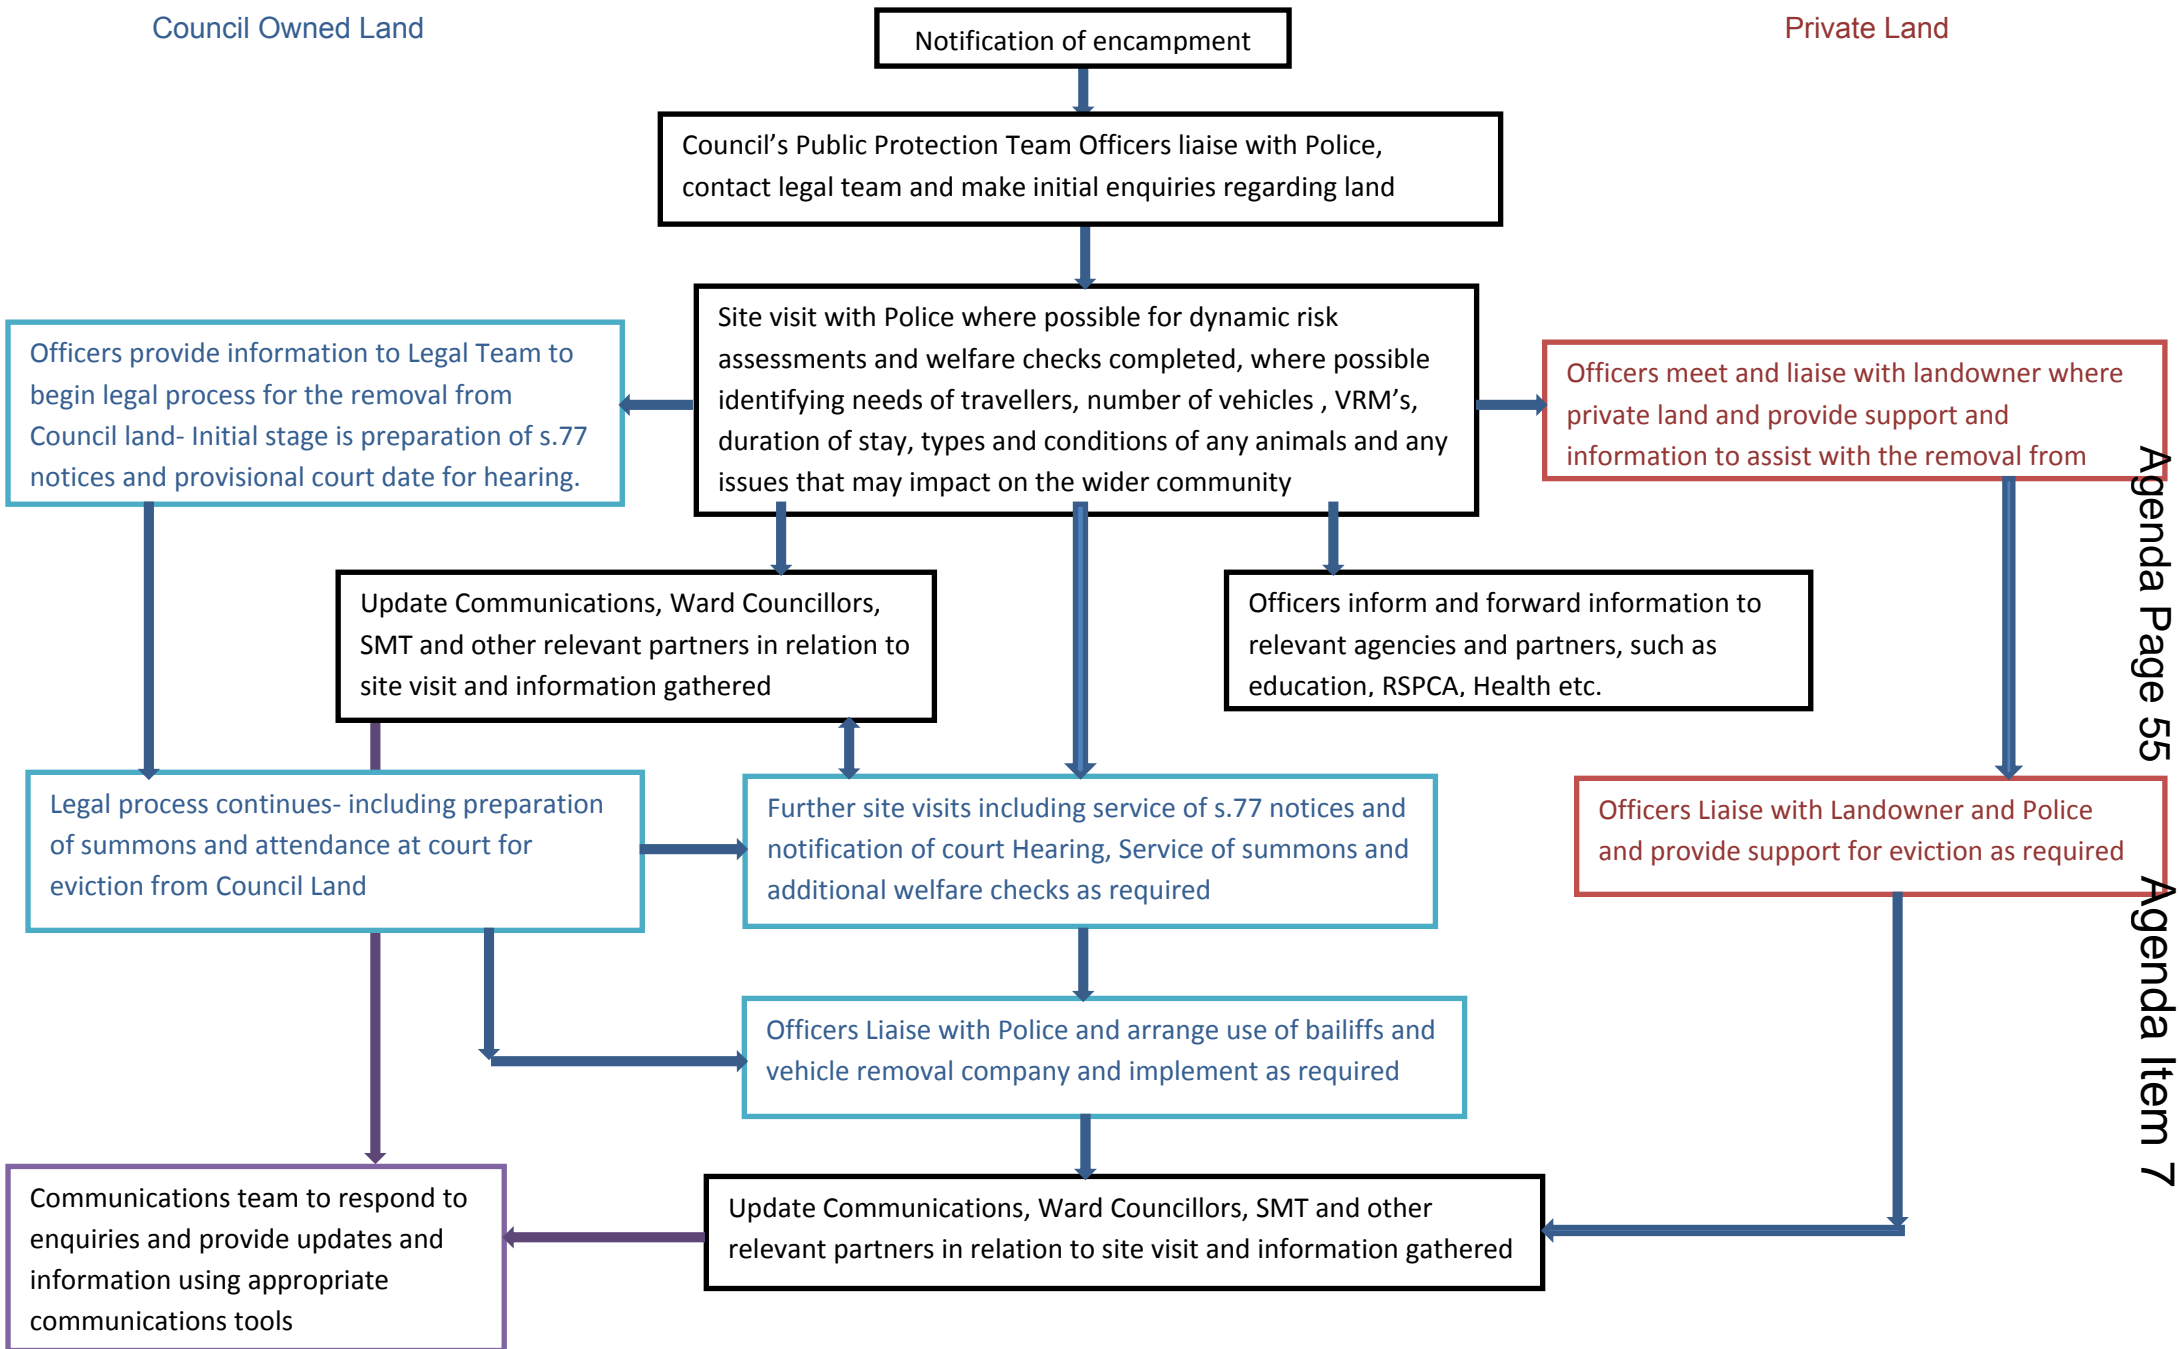 Council Owned Land
Notification of encampment
Private Land
Council’s Public Protection Team Officers liaise with Police,
contact legal team and make initial enquiries regarding land
Site visit with Police where possible for dynamic risk
assessments and welfare checks completed, where possible
identifying needs of travellers, number of vehicles , VRM’s,
duration of stay, types and conditions of any animals and any
issues that may impact on the wider community
Officers provide information to Legal Team to
begin legal process for the removal from
Council land- Initial stage is preparation of s.77
notices and provisional court date for hearing.
Officers meet and liaise with landowner where
private land and provide support and
information to assist with the removal from
Update Communications, Ward Councillors,
SMT and other relevant partners in relation to
site visit and information gathered
Officers inform and forward information to
relevant agencies and partners, such as
education, RSPCA, Health etc.
Legal process continues- including preparation
of summons and attendance at court for
eviction from Council Land
Further site visits including service of s.77 notices and
notification of court Hearing, Service of summons and
additional welfare checks as required
Officers Liaise with Landowner and Police
and provide support for eviction as required
Officers Liaise with Police and arrange use of bailiffs and
vehicle removal company and implement as required
Communications team to respond to
enquiries and provide updates and
information using appropriate
communications tools
Update Communications, Ward Councillors, SMT and other
relevant partners in relation to site visit and information gathered
Agenda Page 55
Agenda Item 7